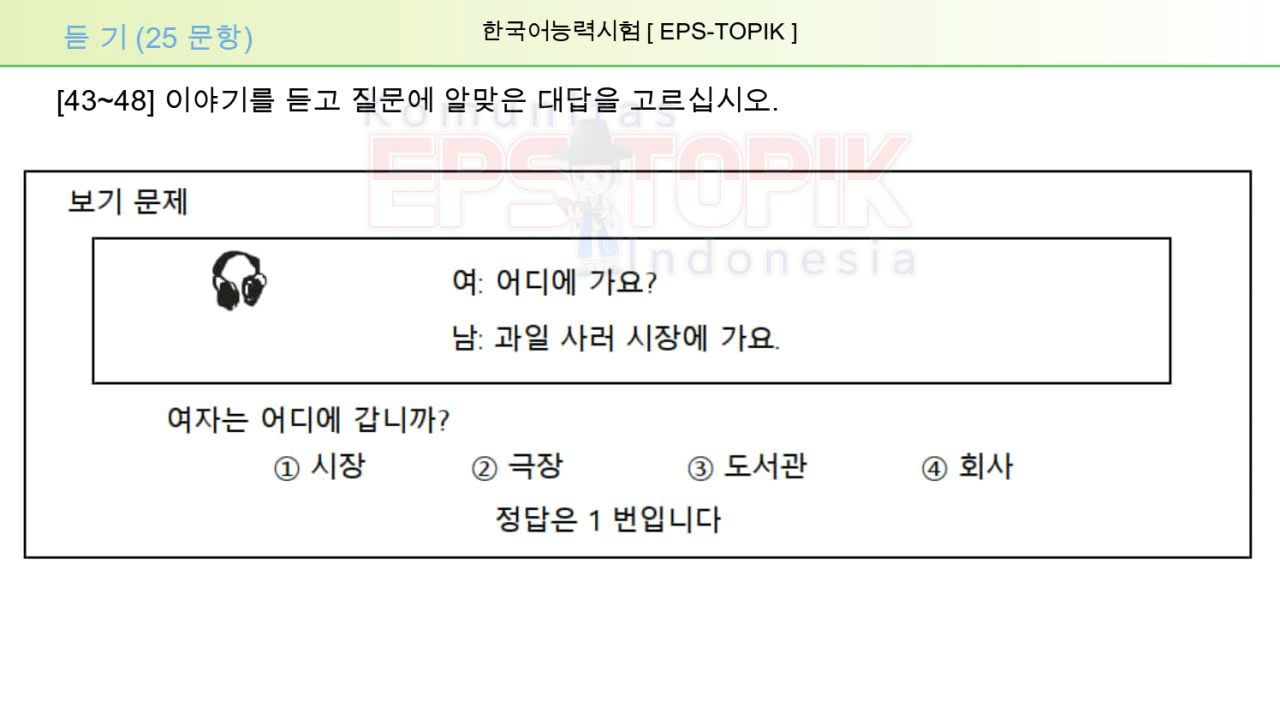 듣 기 (25 문항)
한국어능력시험 [ EPS-TOPIK ]
[43~48] 이야기를 듣고 질문에 알맞은 대답을 고르십시오.
Komunitas
EPS TOPIK
Indonesia
보기 문제
여: 어디에 가요?
남: 과일 사러 시장에 가요.
여자는 어디에 갑니까?
① 시장 ② 극장 ③ 도서관 ④ 회사
정답은 1 번입니다